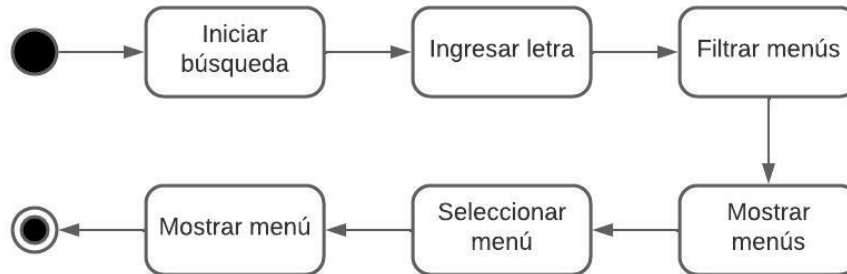 Iniciar
búsqueda
Ingresar letra
Filtrar menús
Mostrar
menús
Seleccionar
menú
Mostrar menú